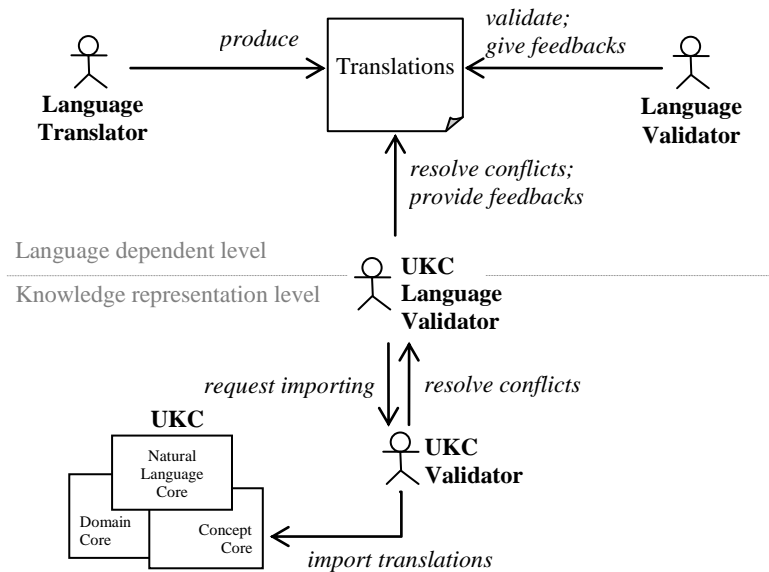 produce
validate;
give feedbacks
Translations
Language
Translator
Language
Validator
resolve conflicts;
provide feedbacks
Language dependent level
Knowledge representation level
UKC
Language
Validator
request importing
resolve conflicts
UKC
Natural
Language
Core
Domain
Core
Concept
Core
UKC
Validator
import translations